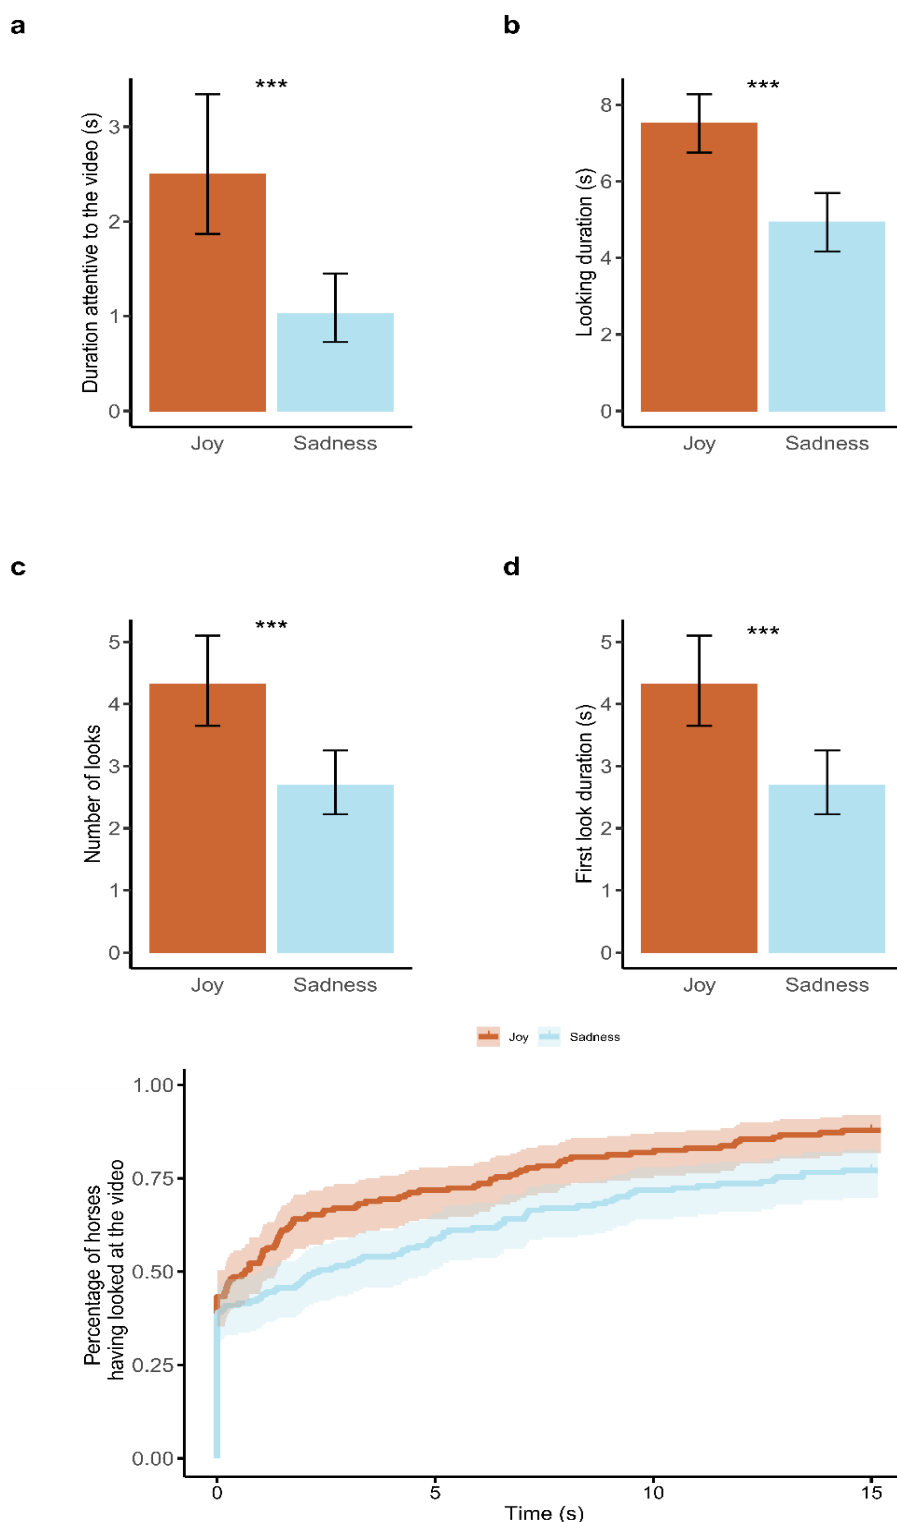 a
***
Duration attentive to the video (s)
3
2
1
0
Joy Sadness
b
***
Looking duration (s)
8
6
4
2
0
Joy Sadness
c
***
Number of looks
5
4
3
2
1
0
Joy Sadness
d
***
First look duration (s)
5
4
3
2
1
0
Joy Sadness
Joy Sadness
Percentage of horses
having looked at the video
1.00
0.75
0.50
0.25
0.00
0 5 10 15
Time (s)